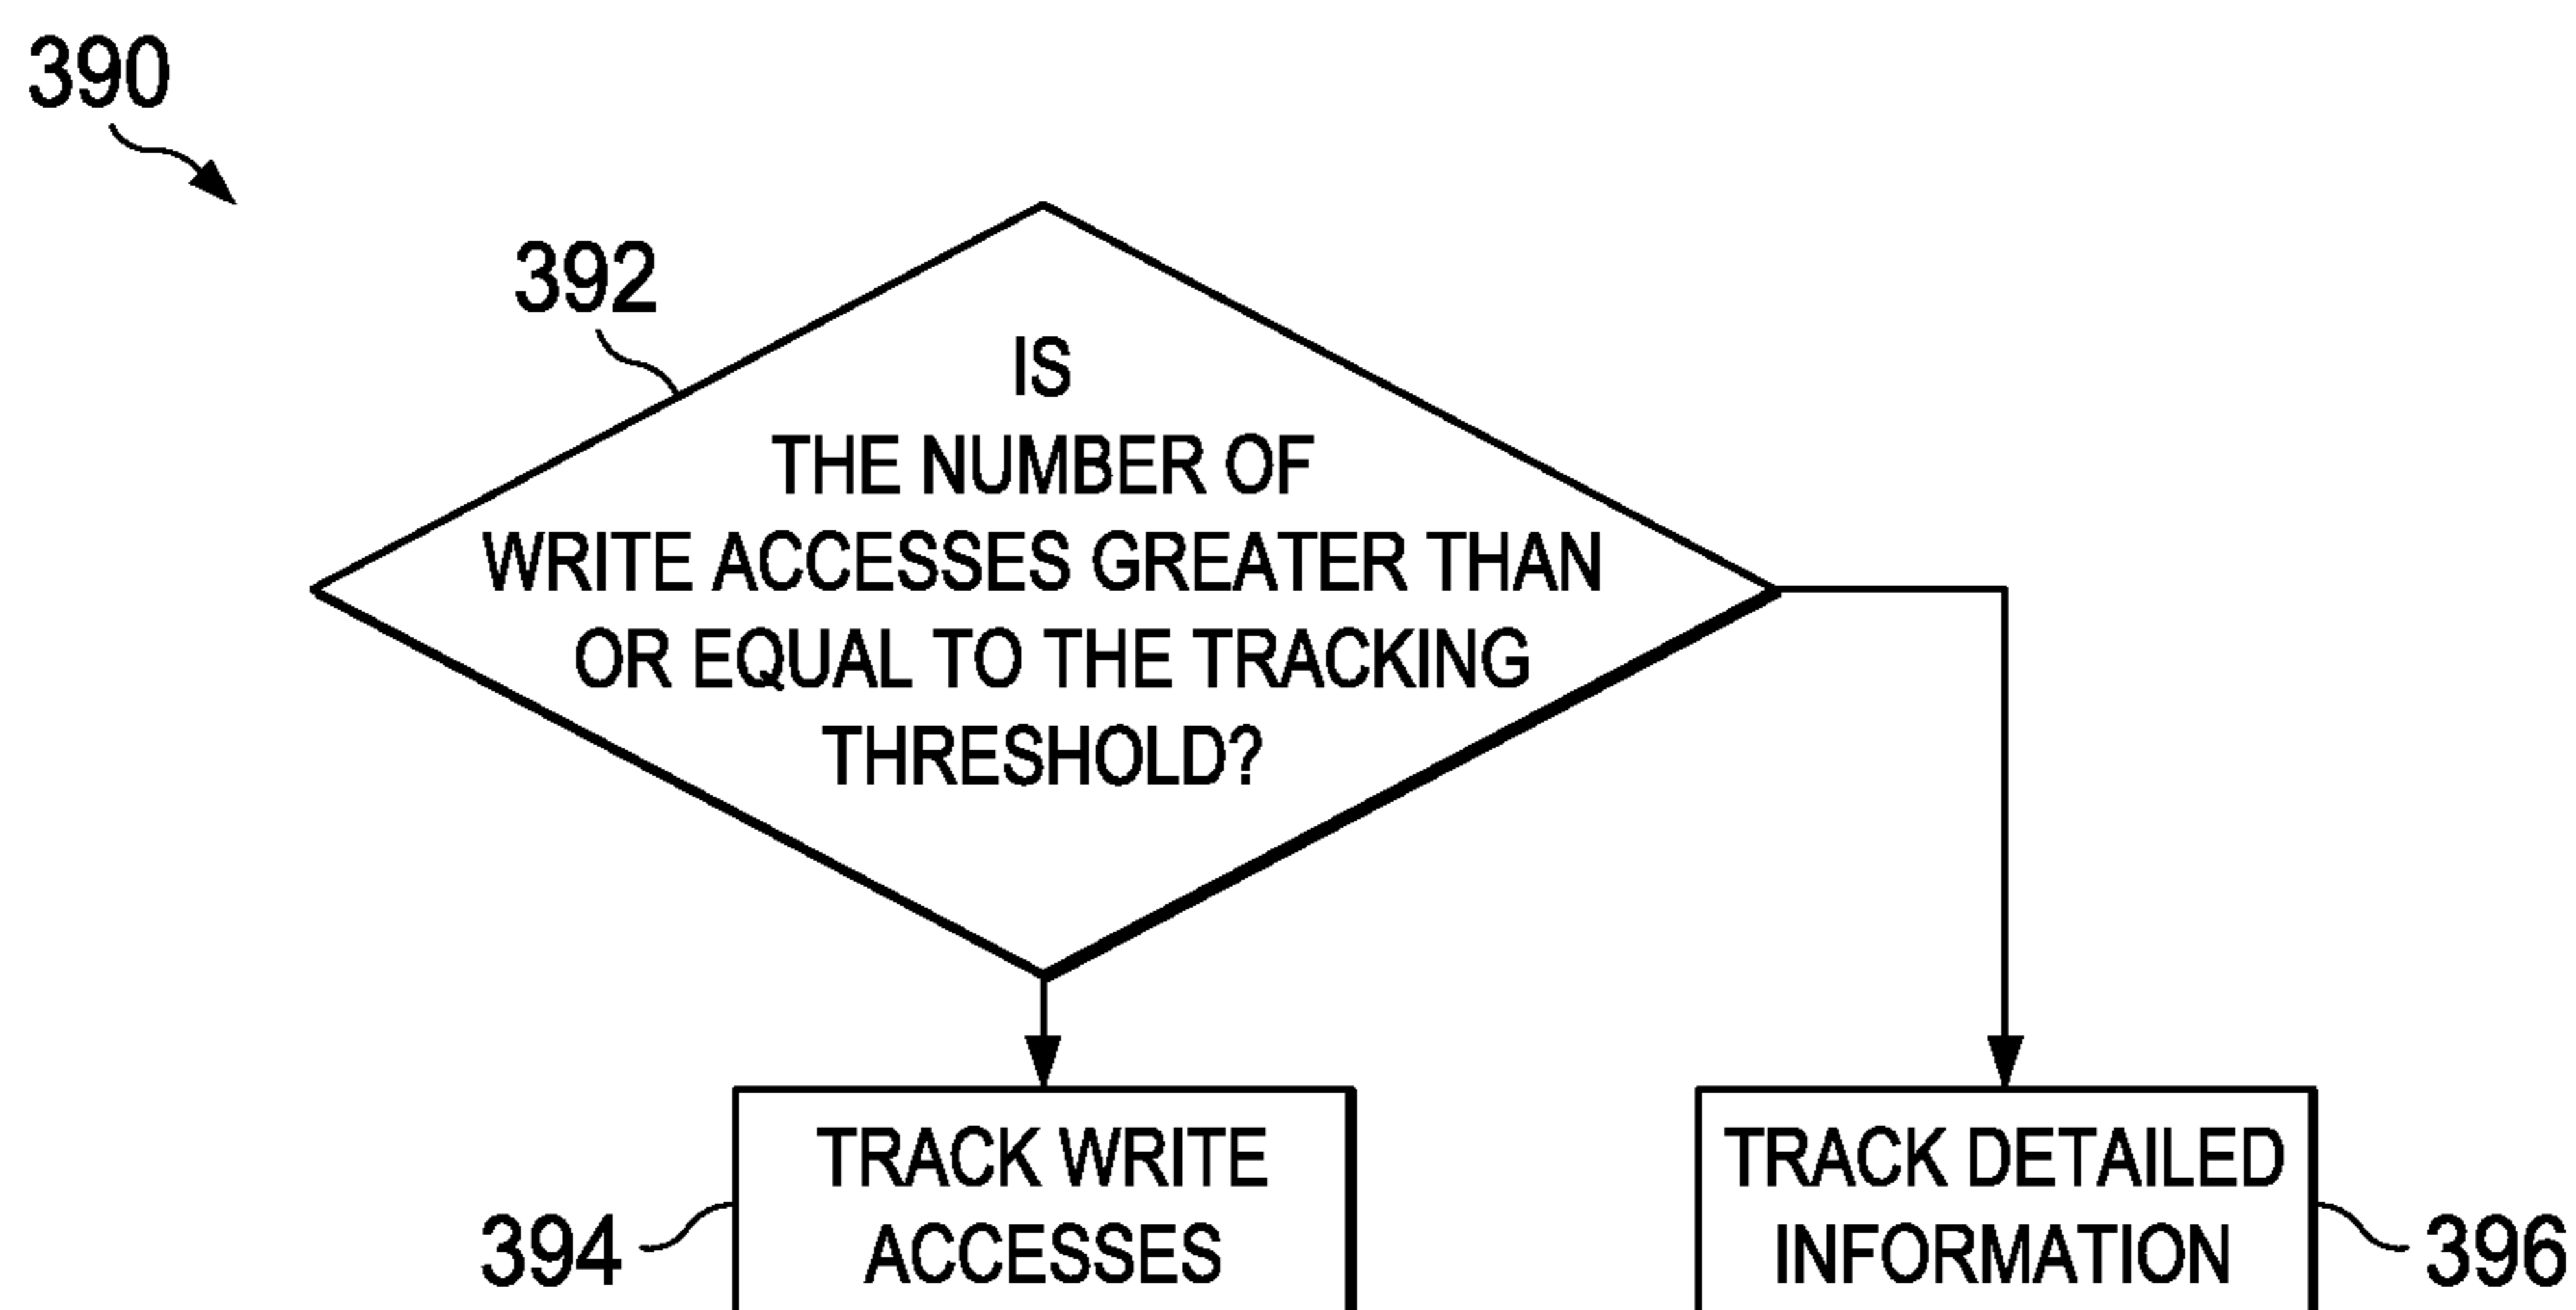 390
392
IS
THE NUMBER OF
WRITE ACCESSES GREATER THAN
OR EQUAL TO THE TRACKING
THRESHOLD?
TRACK WRITE
ACCESSES
394
TRACK DETAILED
INFORMATION
396